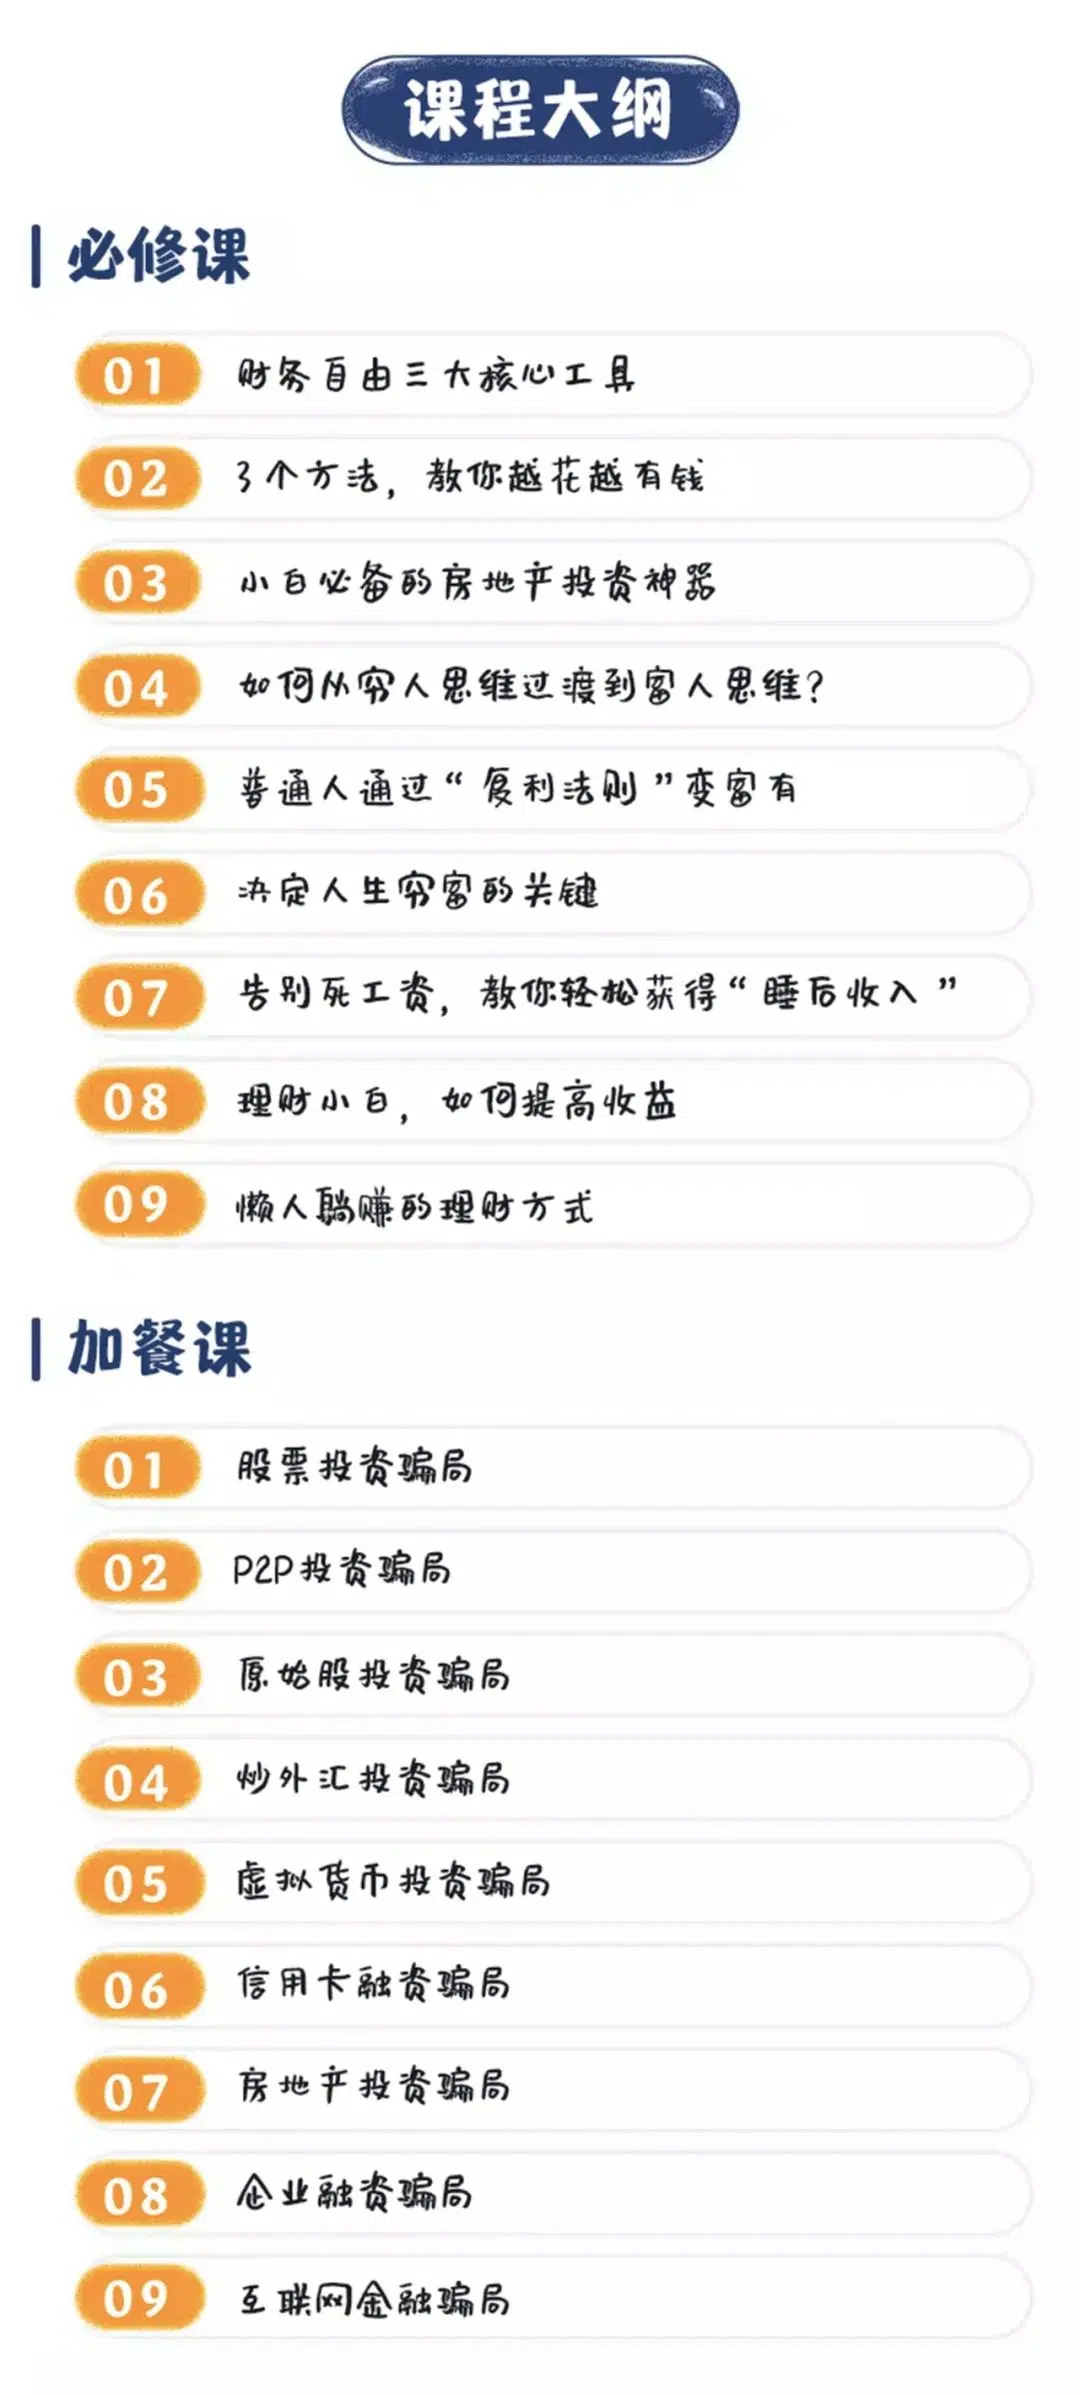 课程大纲
必修课
01 财务自由三大核心工具
02 3个方法，教你越花越有钱
03 小白必备的房地产投资神器
04 如何从穷人思维过渡到富人思维？
05 普通人通过“复利法则”变富有
06 决定人生穷富的关键
07 告别死工资，教你轻松获得“睡后收入”
08 理财小白，如何提高收益
09 懒人躺赚的理财方式
加餐课
01 股票投资骗局
02 P2P投资骗局
03 原始股投资骗局
04 炒外汇投资骗局
05 虚拟货币投资骗局
06 信用卡融资骗局
07 房地产投资骗局
08 企业融资骗局
09 互联网金融骗局